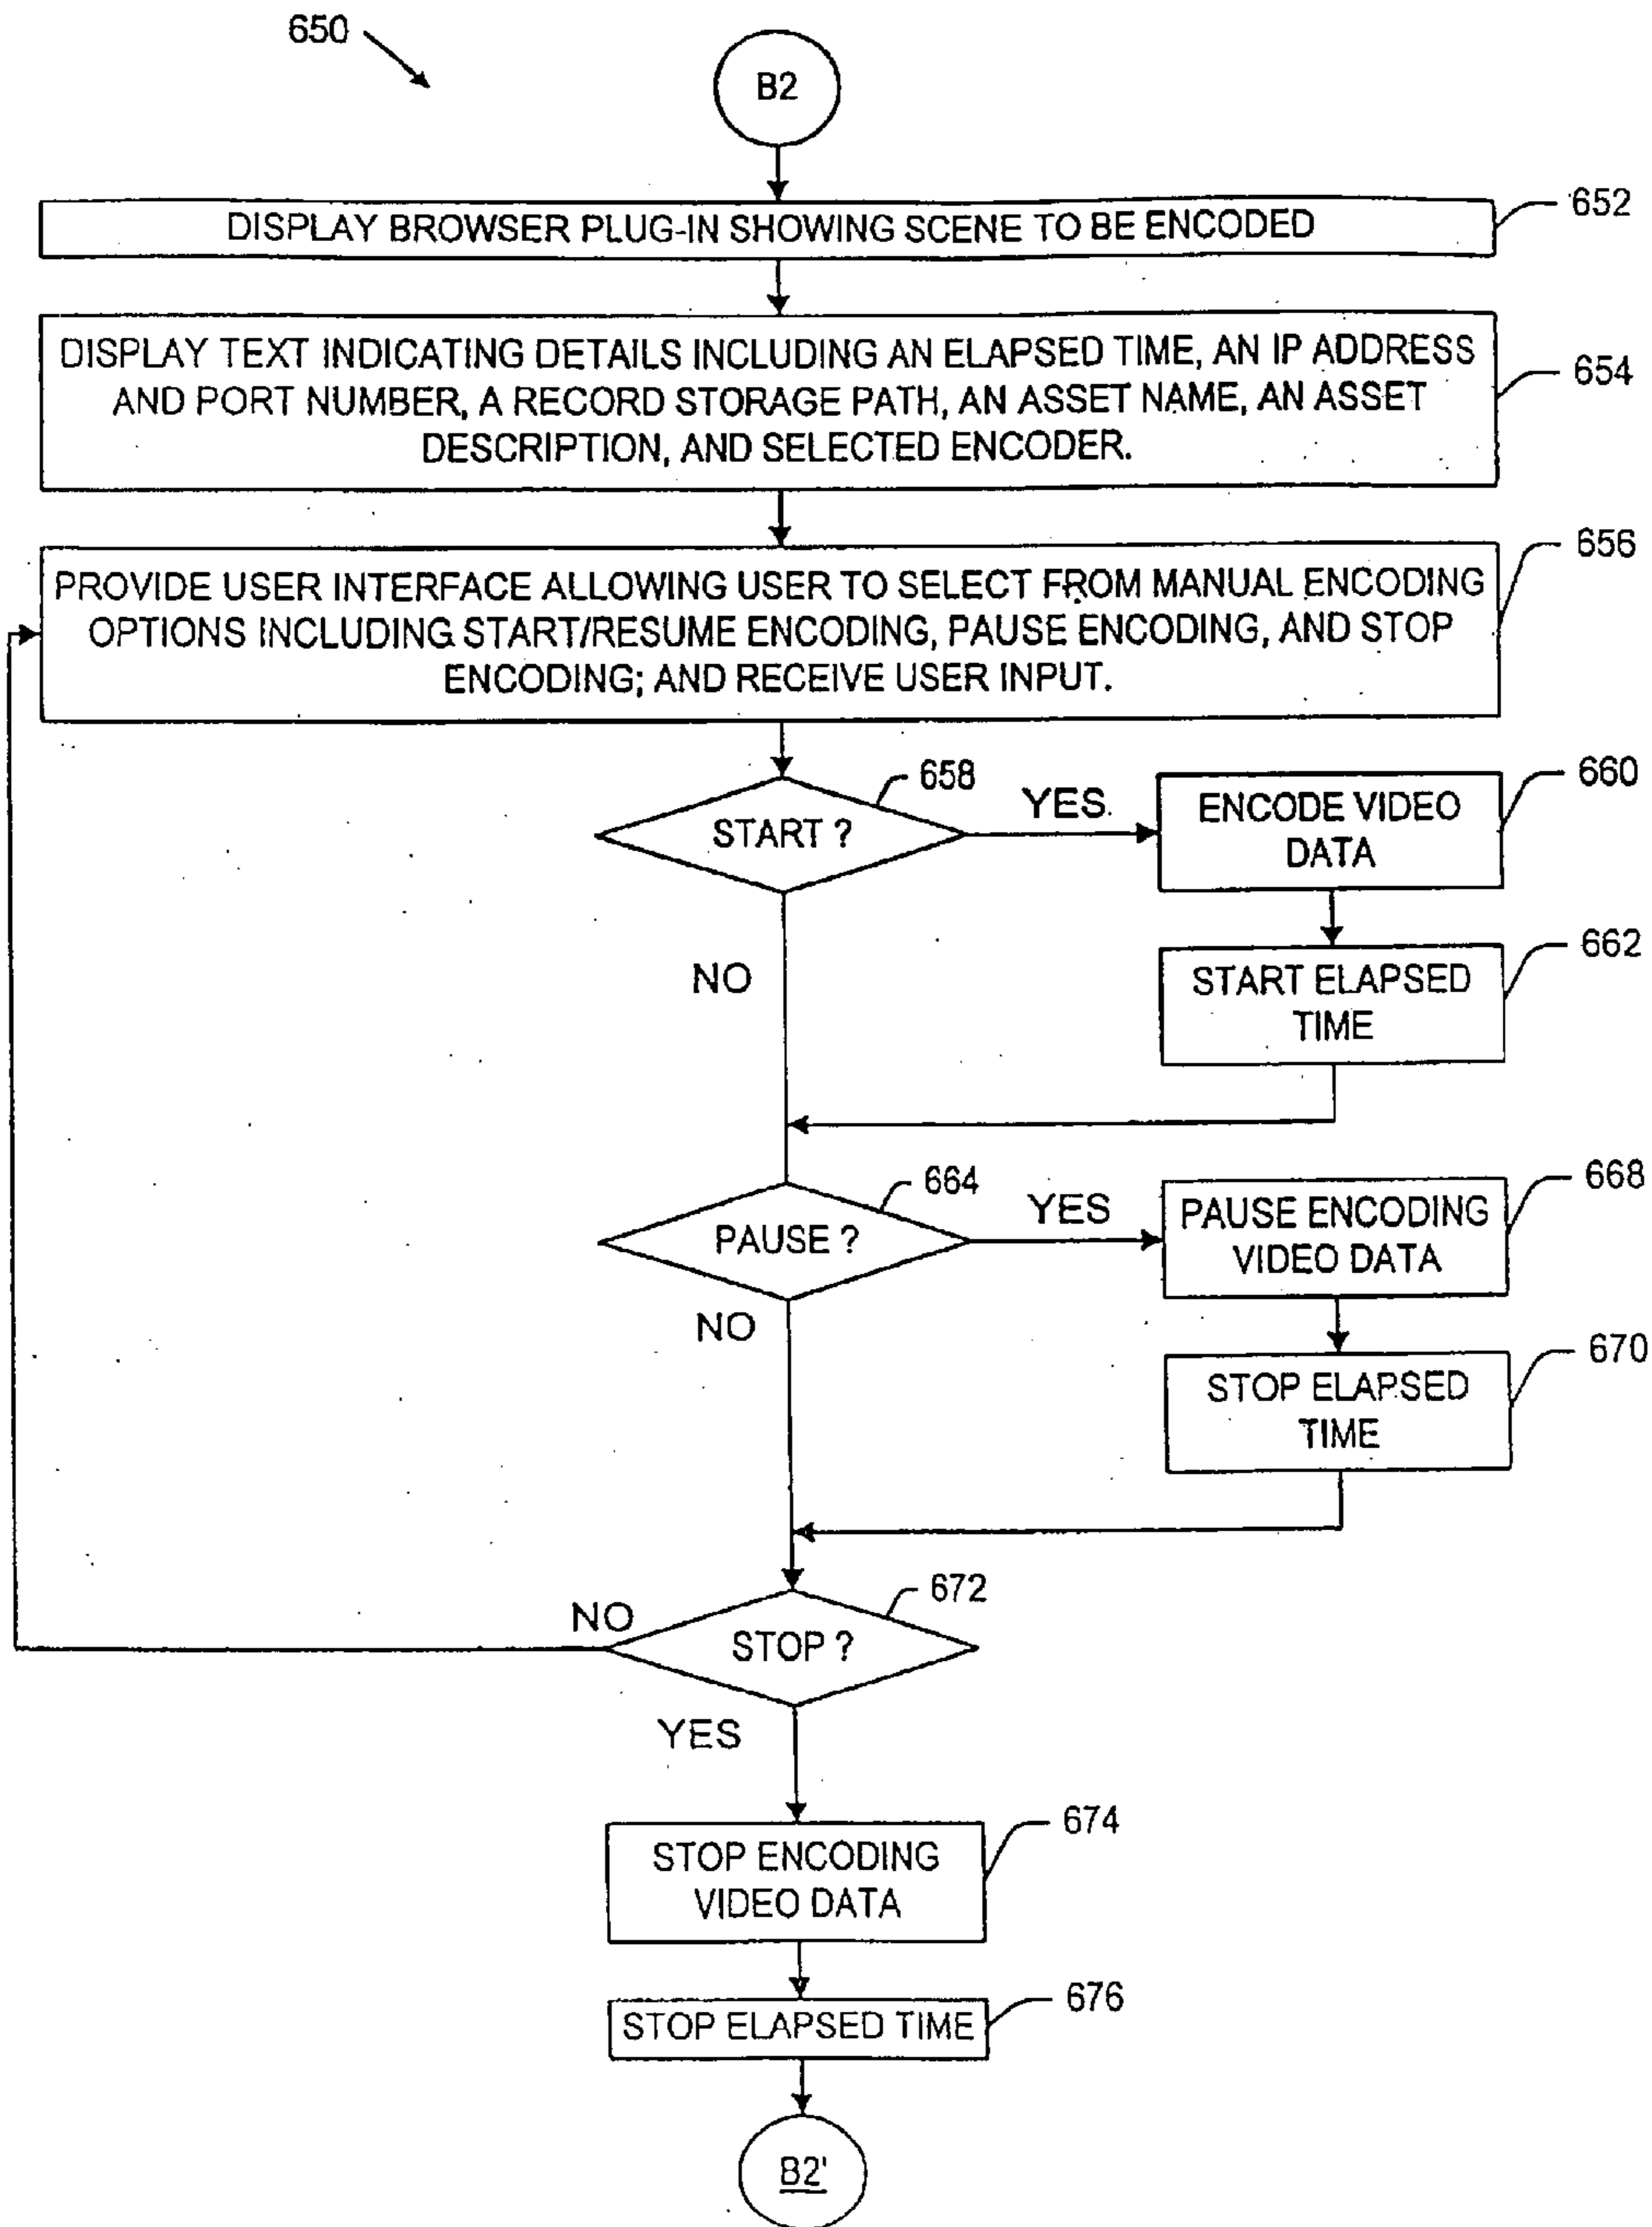 650
B2
DISPLAY BROWSER PLUG-IN SHOWING SCENE TO BE ENCODED
652
DISPLAY TEXT INDICATING DETAILS INCLUDING AN ELAPSED TIME, AN IP ADDRESS
AND PORT NUMBER, A RECORD STORAGE PATH, AN ASSET NAME, AN ASSET
DESCRIPTION, AND SELECTED ENCODER.
654
PROVIDE USER INTERFACE ALLOWING USER TO SELECT FROM MANUAL ENCODING
OPTIONS INCLUDING START/RESUME ENCODING, PAUSE ENCODING, AND STOP
ENCODING; AND RECEIVE USER INPUT.
656
START ?
658
YES
ENCODE VIDEO
DATA
660
NO
START ELAPSED
TIME
662
PAUSE ?
664
YES
PAUSE ENCODING
VIDEO DATA
668
NO
STOP ELAPSED
TIME
670
STOP ?
672
NO
YES
STOP ENCODING
VIDEO DATA
674
STOP ELAPSED TIME
676
B2'